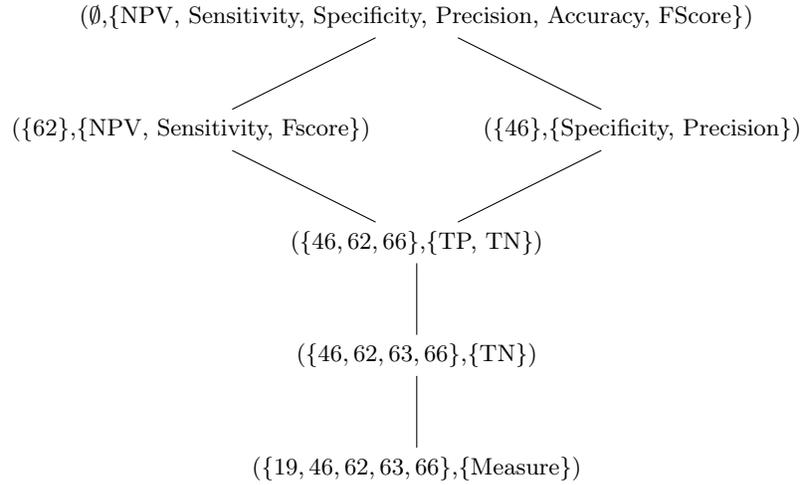 (∅,{NPV, Sensitivity, Specificity, Precision, Accuracy, FScore})
({62},{NPV, Sensitivity, Fscore})
({46},{Specificity, Precision})
({46, 62, 66},{TP, TN})
({46, 62, 63, 66},{TN})
({19, 46, 62, 63, 66},{Measure})